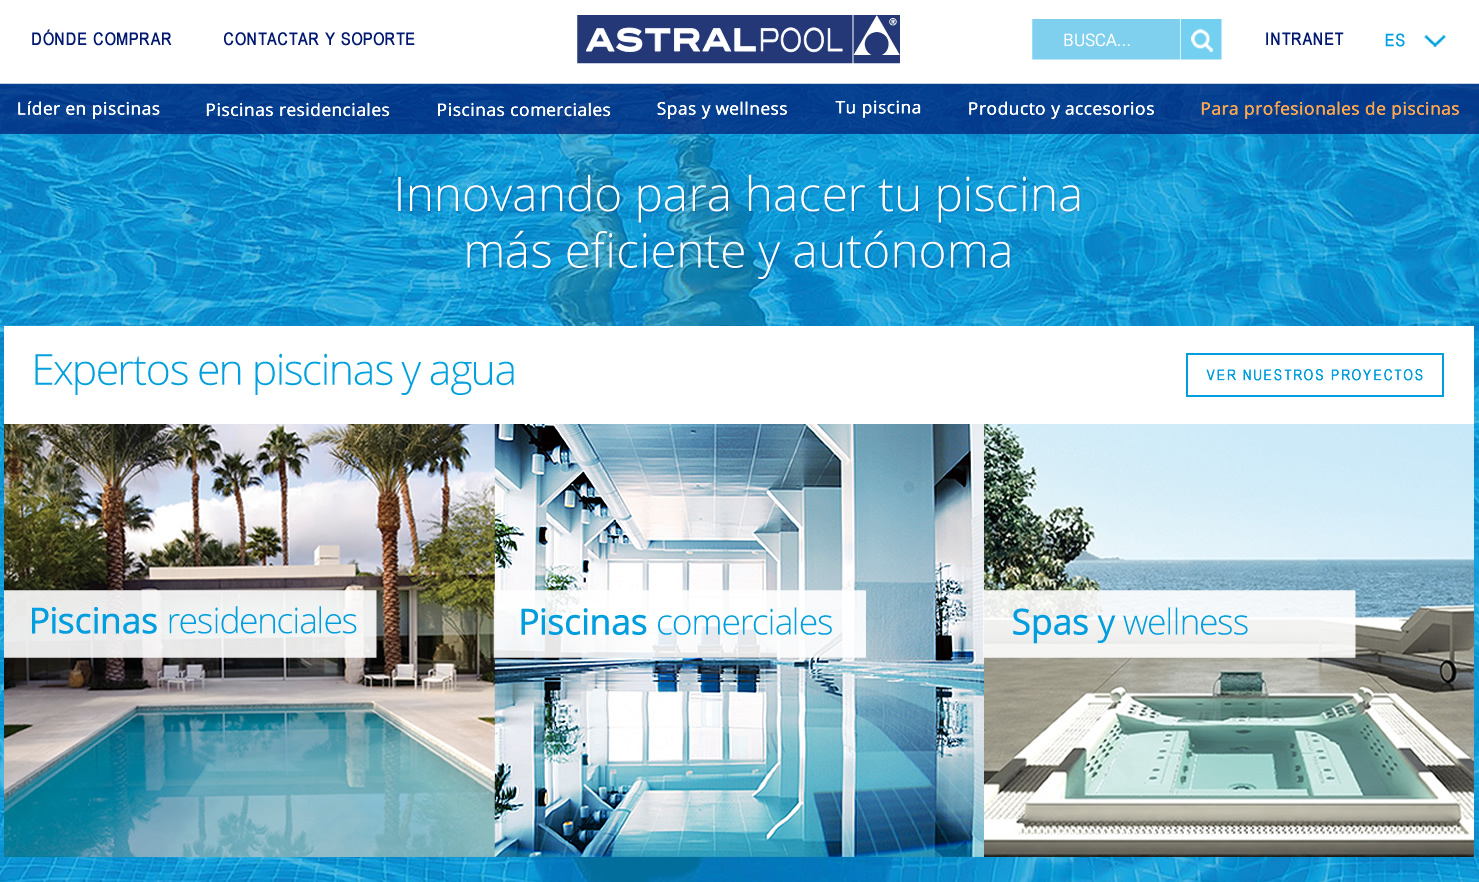 DÓNDE COMPRAR
CONTACTAR Y SOPORTE
ASTRALPOOL®
BUSCA...
INTRANET
ES
Líder en piscinas
Piscinas residenciales
Piscinas comerciales
Spas y wellness
Tu piscina
Producto y accesorios
Para profesionales de piscinas
Innovando para hacer tu piscina
más eficiente y autónoma
Expertos en piscinas y agua
VER NUESTROS PROYECTOS
Piscinas residenciales
Piscinas comerciales
Spas y wellness